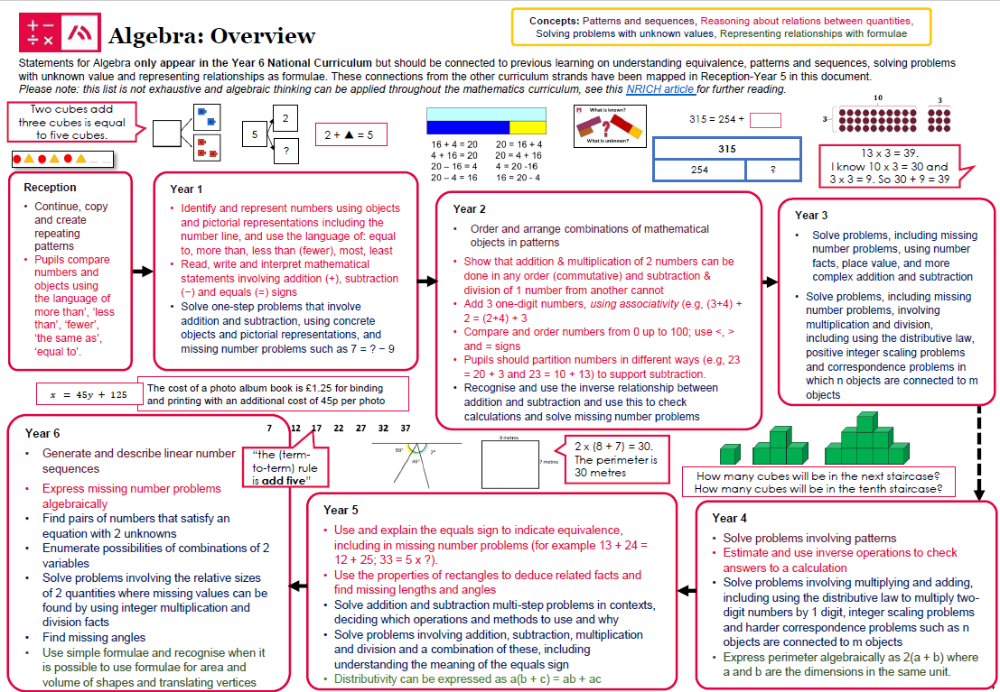 Algebra: Overview
Concepts: Patterns and sequences, Reasoning about relations between quantities,
Solving problems with unknown values, Representing relationships with formulae
Statements for Algebra only appear in the Year 6 National Curriculum but should be connected to previous learning on understanding equivalence, patterns and sequences, solving problems
with unknown value and representing relationships as formulae. These connections from the other curriculum strands have been mapped in Reception-Year 5 in this document.
Please note: this list is not exhaustive and algebraic thinking can be applied throughout the mathematics curriculum, see this NRICH article for further reading.
Two cubes add
three cubes is equal
to five cubes.
5
2
?
2 + ▲ = 5
16 + 4 = 20
4 + 16 = 20
20 – 16 = 4
20 – 4 = 16
20 = 16 + 4
20 = 4 + 16
4 = 20 -16
16 = 20 - 4
What is known?
?
What is unknown?
315 = 254 +
315
254
?
10
3
3
13 x 3 = 39.
I know 10 x 3 = 30 and
3 x 3 = 9. So 30 + 9 = 39
Reception
• Continue, copy
and create
repeating
patterns
• Pupils compare
numbers and
objects using
the language of
more than', 'less
than', 'fewer',
'the same as',
'equal to'.
Year 1
• Identify and represent numbers using objects
and pictorial representations including the
number line, and use the language of: equal
to, more than, less than (fewer), most, least
• Read, write and interpret mathematical
statements involving addition (+), subtraction
(−) and equals (=) signs
• Solve one-step problems that involve
addition and subtraction, using concrete
objects and pictorial representations, and
missing number problems such as 7 = ? − 9
Year 2
• Order and arrange combinations of mathematical
objects in patterns
• Show that addition & multiplication of 2 numbers can be
done in any order (commutative) and subtraction &
division of 1 number from another cannot
• Add 3 one-digit numbers, using associativity (e.g, (3+4) +
2 = (2+4) + 3
• Compare and order numbers from 0 up to 100; use <, >
and = signs
• Pupils should partition numbers in different ways (e.g, 23
= 20 + 3 and 23 = 10 + 13) to support subtraction.
• Recognise and use the inverse relationship between
addition and subtraction and use this to check
calculations and solve missing number problems
Year 3
• Solve problems, including missing
number problems, using number
facts, place value, and more
complex addition and subtraction
• Solve problems, including missing
number problems, involving
multiplication and division,
including using the distributive law,
positive integer scaling problems
and correspondence problems in
which n objects are connected to m
objects
x = 45y + 125
The cost of a photo album book is £1.25 for binding
and printing with an additional cost of 45p per photo
7 12 17 22 27 32 37
"the (term-
to-term) rule
is add five"
59°
46°
?°
8 metres
7 metres
2 x (8 + 7) = 30.
The perimeter is
30 metres
How many cubes will be in the next staircase?
How many cubes will be in the tenth staircase?
Year 6
• Generate and describe linear number
sequences
• Express missing number problems
algebraically
• Find pairs of numbers that satisfy an
equation with 2 unknowns
• Enumerate possibilities of combinations of 2
variables
• Solve problems involving the relative sizes
of 2 quantities where missing values can be
found by using integer multiplication and
division facts
• Find missing angles
• Use simple formulae and recognise when it
is possible to use formulae for area and
volume of shapes and translating vertices
Year 5
• Use and explain the equals sign to indicate equivalence,
including in missing number problems (for example 13 + 24 =
12 + 25; 33 = 5 x ?).
• Use the properties of rectangles to deduce related facts and
find missing lengths and angles
• Solve addition and subtraction multi-step problems in contexts,
deciding which operations and methods to use and why
• Solve problems involving addition, subtraction, multiplication
and division and a combination of these, including
understanding the meaning of the equals sign
• Distributivity can be expressed as a(b + c) = ab + ac
Year 4
• Solve problems involving patterns
• Estimate and use inverse operations to check
answers to a calculation
• Solve problems involving multiplying and adding,
including using the distributive law to multiply two-
digit numbers by 1 digit, integer scaling problems
and harder correspondence problems such as n
objects are connected to m objects
• Express perimeter algebraically as 2(a + b) where
a and b are the dimensions in the same unit.